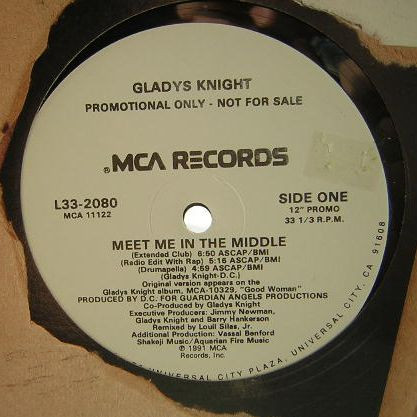 GLADYS KNIGHT
PROMOTIONAL ONLY - NOT FOR SALE
®MCA RECORDS
L33-2080
MCA 11122
SIDE ONE
12" PROMO
33 1/3 R.P.M.
MEET ME IN THE MIDDLE
(Extended Club) 6:50 ASCAP/BMI
(Radio Edit With Rap) 5:16 ASCAP/BMI
(Drumapella) 4:59 ASCAP/BMI
(Gladys Knight-D.C.)
Original version appears on the
Gladys Knight album, MCA-10329, "Good Woman"
PRODUCED BY D.C. FOR GUARDIAN ANGELS PRODUCTIONS
Co-Produced by Gladys Knight
Executive Producers: Jimmy Newman,
Gladys Knight and Barry Hankerson
Remixed by Louil Silas, Jr.
Additional Production: Vassal Benford
Shakeji Music/Aquarian Fire Music
℗ 1991 MCA
Records, Inc.
UNIVERSAL CITY PLAZA, UNIVERSAL CITY, CA 91608